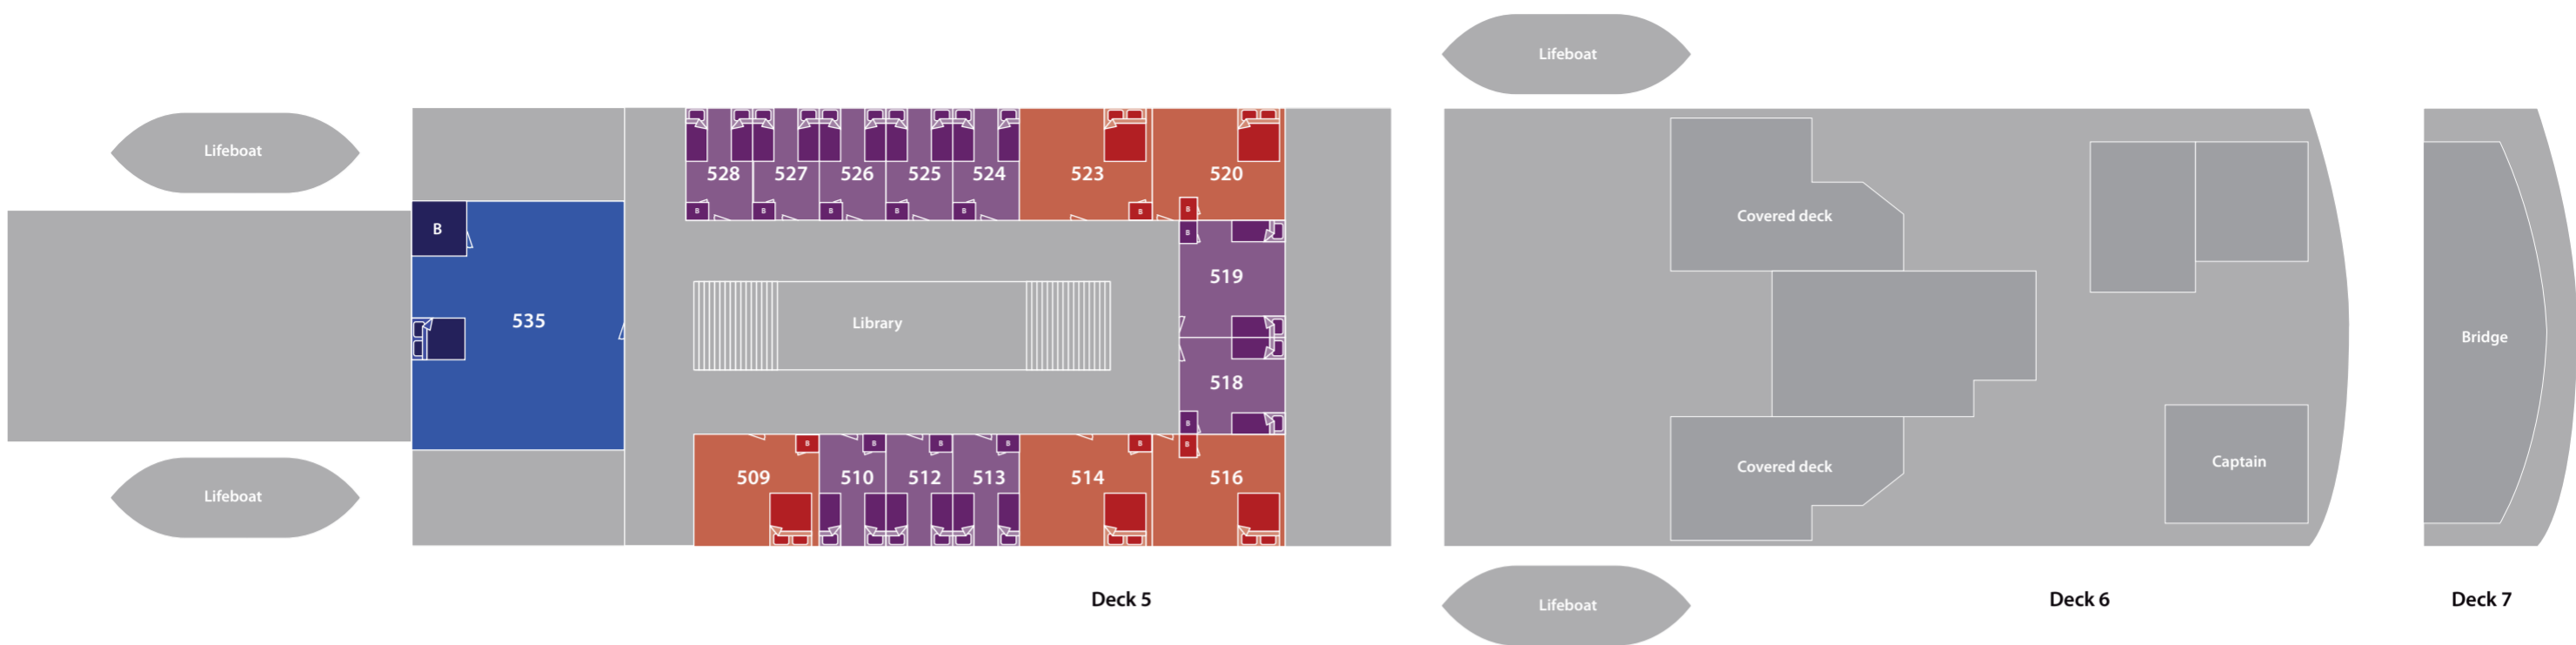 Lifeboat
Lifeboat
528 527 526 525 524 523 520
Covered deck
B B B B B B B
B
B
519
535
Library
Bridge
518
B
B B B B B B
509 510 512 513 514 516
Covered deck
Captain
Lifeboat
Deck 5
Deck 6
Deck 7
Lifeboat